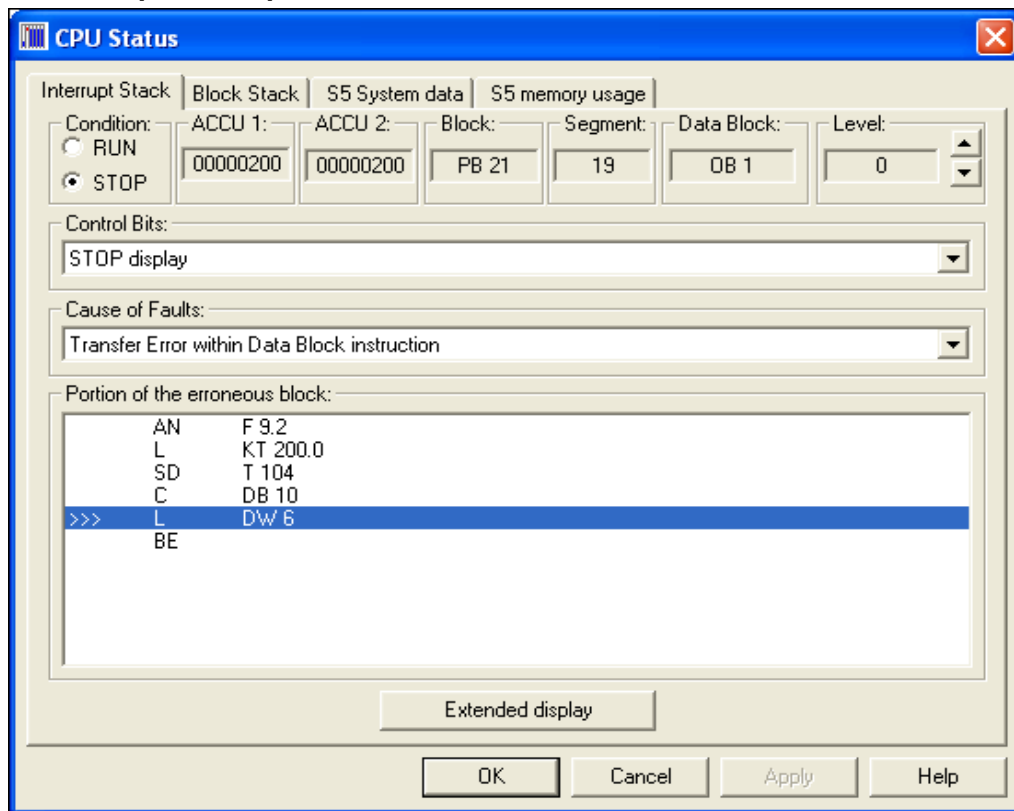 CPU Status
Interrupt Stack Block Stack S5 System data S5 memory usage
Condition: ACCU 1: ACCU 2: Block: Segment: Data Block: Level:
RUN
STOP
00000200 00000200 PB 21 19 OB 1 0
Control Bits:
STOP display
Cause of Faults:
Transfer Error within Data Block instruction
Portion of the erroneous block:
AN F 9.2
L KT 200.0
SD T 104
C DB 10
>>> L DW 6
BE
Extended display
OK Cancel Apply Help